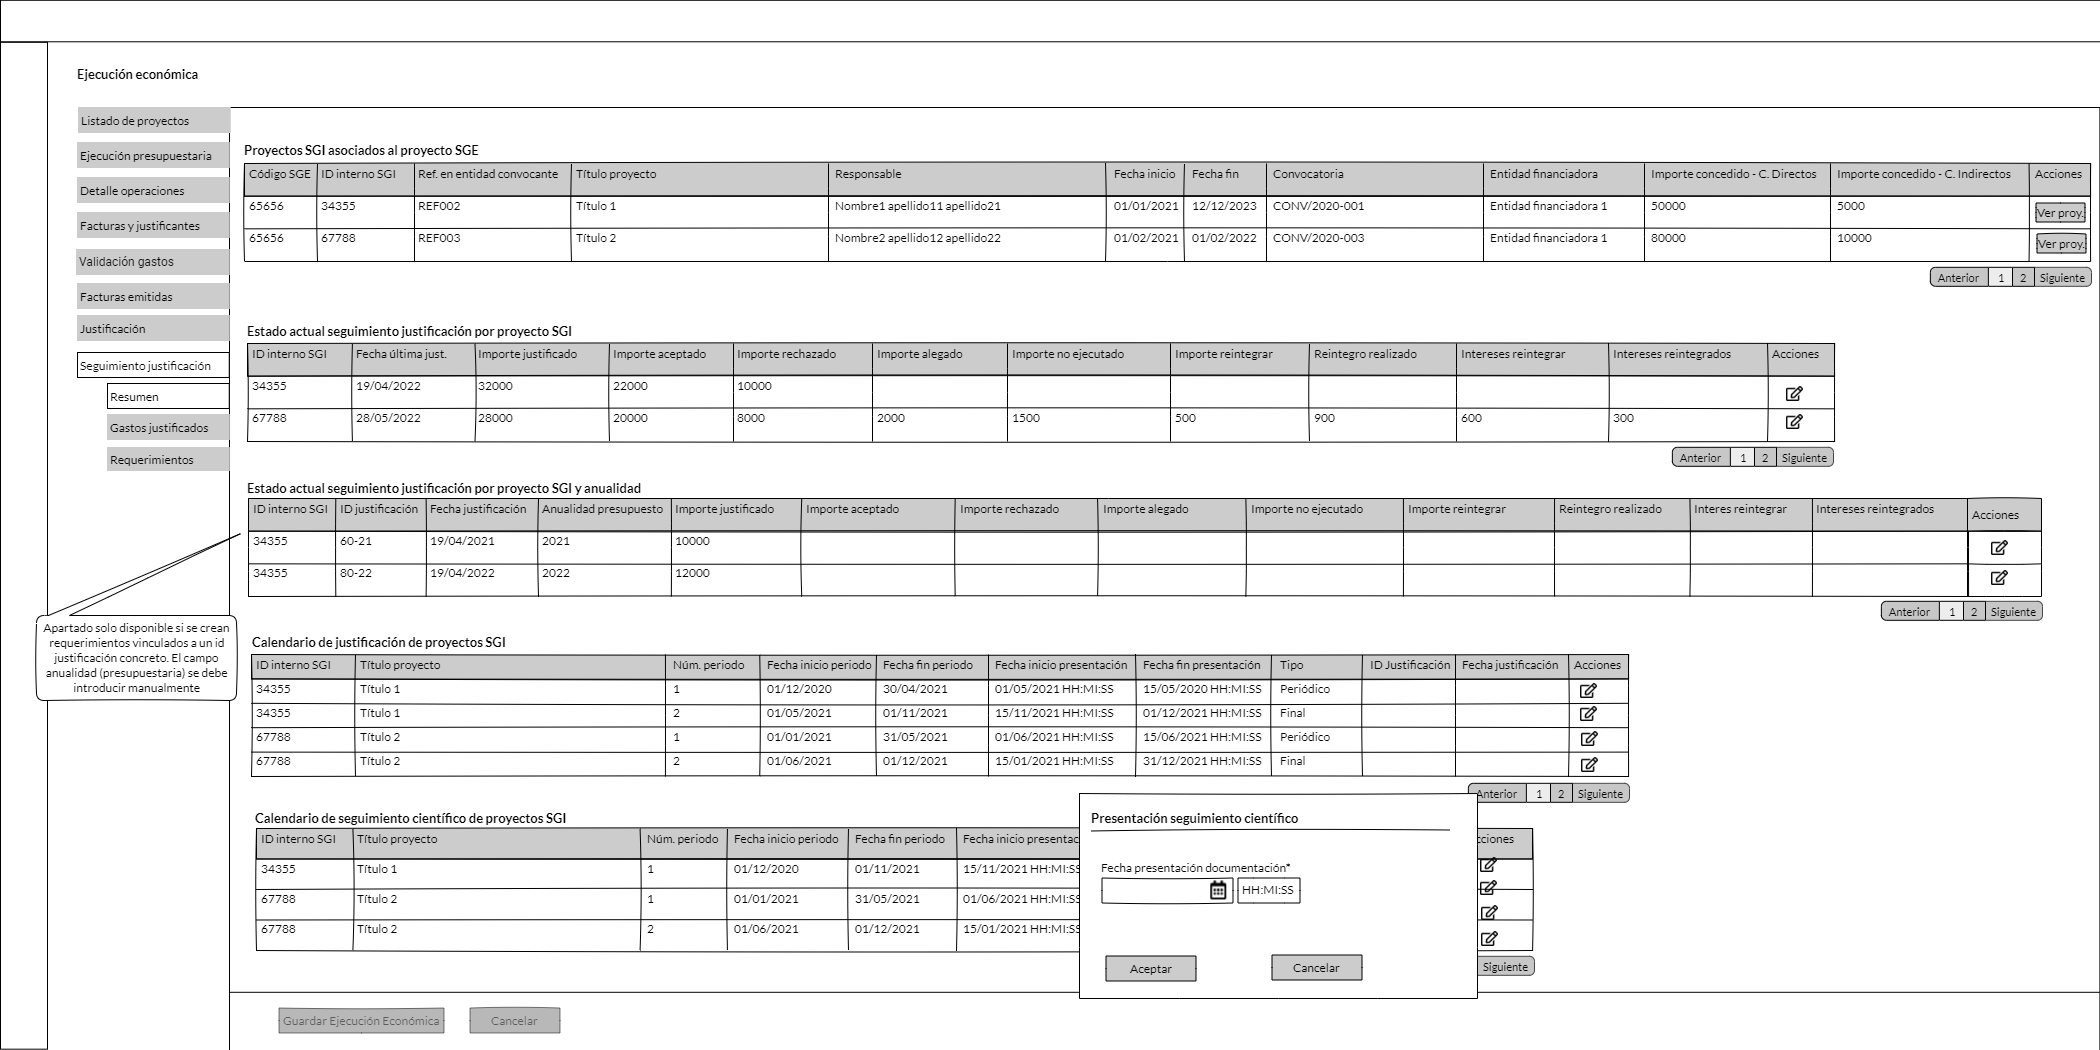 Ejecución económica
Listado de proyectos
Ejecución presupuestaria
Detalle operaciones
Facturas y justificantes
Validación gastos
Facturas emitidas
Justificación
Seguimiento justificación
Resumen
Gastos justificados
Requerimientos
Proyectos SGI asociados al proyecto SGE
Código SGE ID interno SGI Ref. en entidad convocante Título proyecto Responsable Fecha inicio Fecha fin Convocatoria Entidad financiadora Importe concedido - C. Directos Importe concedido - C. Indirectos Acciones
65656 34355 REF002 Título 1 Nombre1 apellido11 apellido21 01/01/2021 12/12/2023 CONV/2020-001 Entidad financiadora 1 50000 5000 Ver proy.
65656 67788 REF003 Título 2 Nombre2 apellido12 apellido22 01/02/2021 01/02/2022 CONV/2020-003 Entidad financiadora 1 80000 10000 Ver proy.
Anterior 1 2 Siguiente
Estado actual seguimiento justificación por proyecto SGI
ID interno SGI Fecha última just. Importe justificado Importe aceptado Importe rechazado Importe alegado Importe no ejecutado Importe reintegrar Reintegro realizado Intereses reintegrar Intereses reintegrados Acciones
34355 19/04/2022 32000 22000 10000
67788 28/05/2022 28000 20000 8000 2000 1500 500 900 600 300
Anterior 1 2 Siguiente
Estado actual seguimiento justificación por proyecto SGI y anualidad
ID interno SGI ID justificación Fecha justificación Anualidad presupuesto Importe justificado Importe aceptado Importe rechazado Importe alegado Importe no ejecutado Importe reintegrar Reintegro realizado Interes reintegrar Intereses reintegrados Acciones
34355 60-21 19/04/2021 2021 10000
34355 80-22 19/04/2022 2022 12000
Anterior 1 2 Siguiente
Apartado solo disponible si se crean
requerimientos vinculados a un id
justificación concreto. El campo
anualidad (presupuestaria) se debe
introducir manualmente
Calendario de justificación de proyectos SGI
ID interno SGI Título proyecto Núm. periodo Fecha inicio periodo Fecha fin periodo Fecha inicio presentación Fecha fin presentación Tipo ID Justificación Fecha justificación Acciones
34355 Título 1 1 01/12/2020 30/04/2021 01/05/2021 HH:MI:SS 15/05/2020 HH:MI:SS Periódico
34355 Título 1 2 01/05/2021 01/11/2021 15/11/2021 HH:MI:SS 01/12/2021 HH:MI:SS Final
67788 Título 2 1 01/01/2021 31/05/2021 01/06/2021 HH:MI:SS 15/06/2021 HH:MI:SS Periódico
67788 Título 2 2 01/06/2021 01/12/2021 15/01/2021 HH:MI:SS 31/12/2021 HH:MI:SS Final
Anterior 1 2 Siguiente
Calendario de seguimiento científico de proyectos SGI
ID interno SGI Título proyecto Núm. periodo Fecha inicio periodo Fecha fin periodo Fecha inicio presentac cciones
34355 Título 1 1 01/12/2020 01/11/2021 15/11/2021 HH:MI:SS
67788 Título 2 1 01/01/2021 31/05/2021 01/06/2021 HH:MI:SS
67788 Título 2 2 01/06/2021 01/12/2021 15/01/2021 HH:MI:SS
Siguiente
Presentación seguimiento científico
Fecha presentación documentación*
HH:MI:SS
Aceptar Cancelar
Guardar Ejecución Económica Cancelar